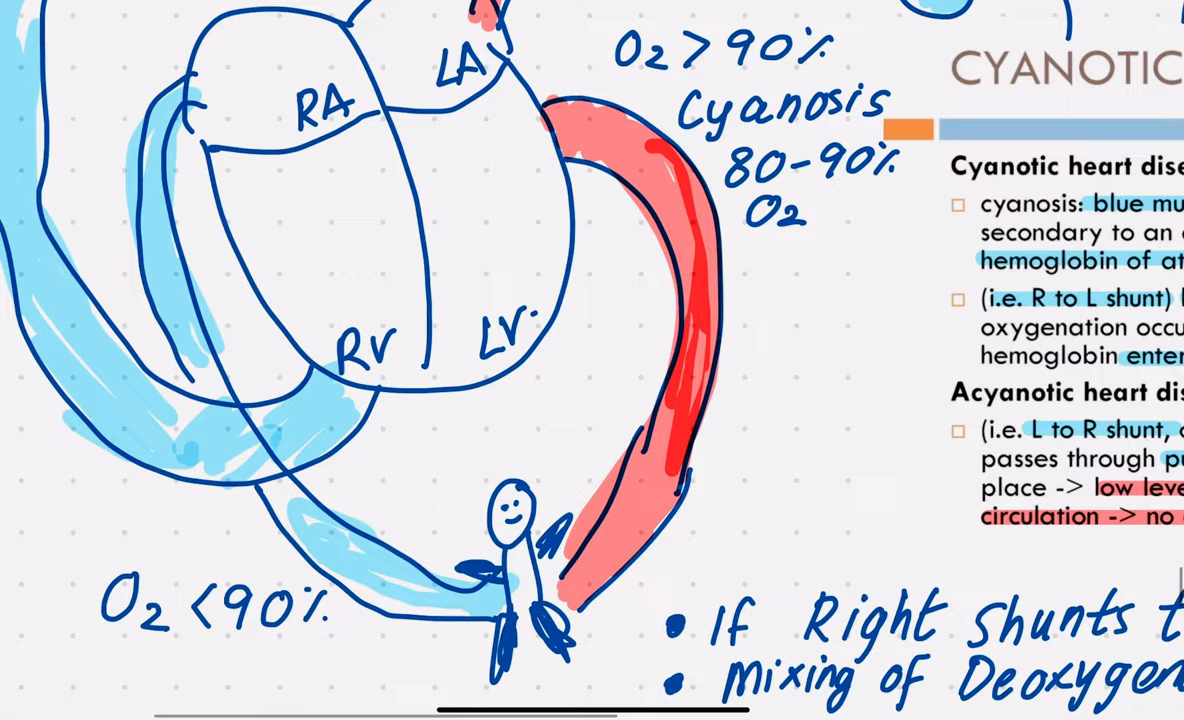 LA
RA
RV
LV
O2 > 90%
Cyanosis
80-90%
O2
O2 < 90%
CYANOTIC
Cyanotic heart dise
cyanosis: blue mu
secondary to an
hemoglobin of at
(i.e. R to L shunt)
oxygenation occu
hemoglobin enter
Acyanotic heart dis
(i.e. L to R shunt,
passes through pu
place -> low leve
circulation -> no
• If Right Shunts t
• Mixing of Deoxygen